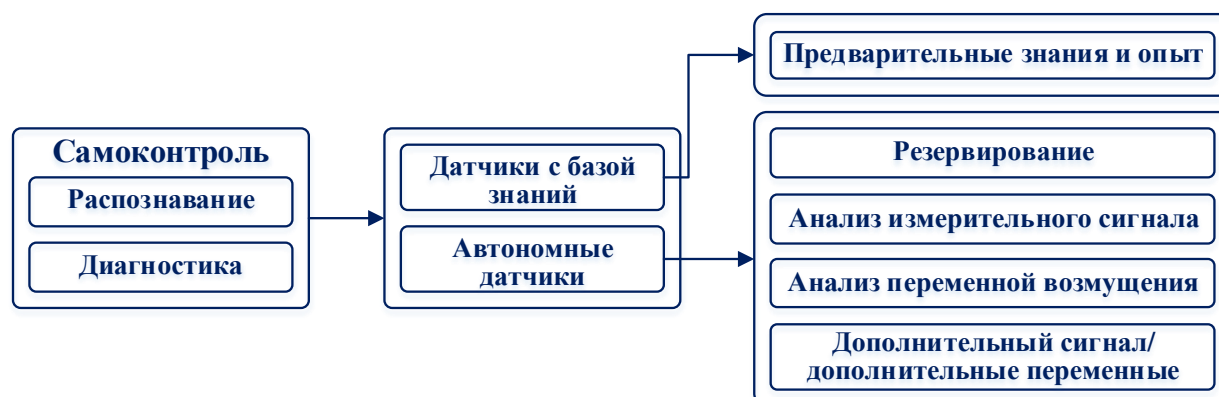 Самоконтроль
Распознавание
Диагностика
Датчики с базой
знаний
Автономные
датчики
Предварительные знания и опыт
Резервирование
Анализ измерительного сигнала
Анализ переменной возмущения
Дополнительный сигнал/
дополнительные переменные